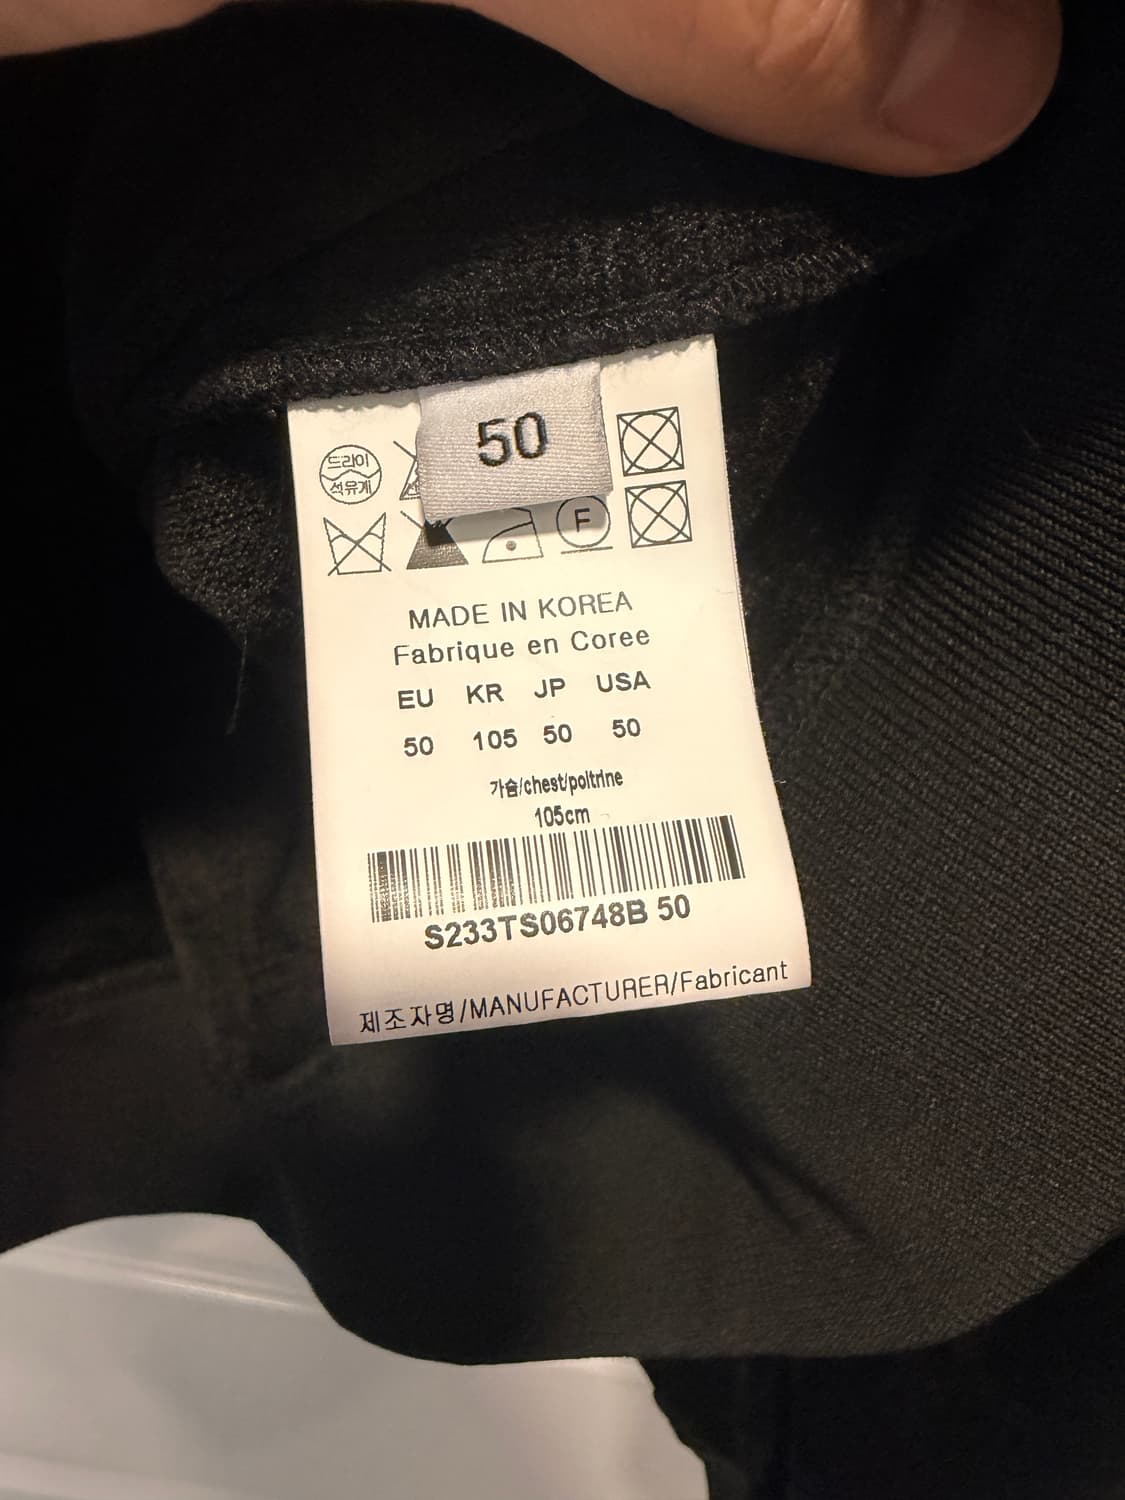 50
드라이
석유계
F
MADE IN KOREA
Fabrique en Coree
EU KR JP USA
50 105 50 50
가슴/chest/poltrine
105cm
S233TS06748B 50
제조자명/MANUFACTURER/Fabricant